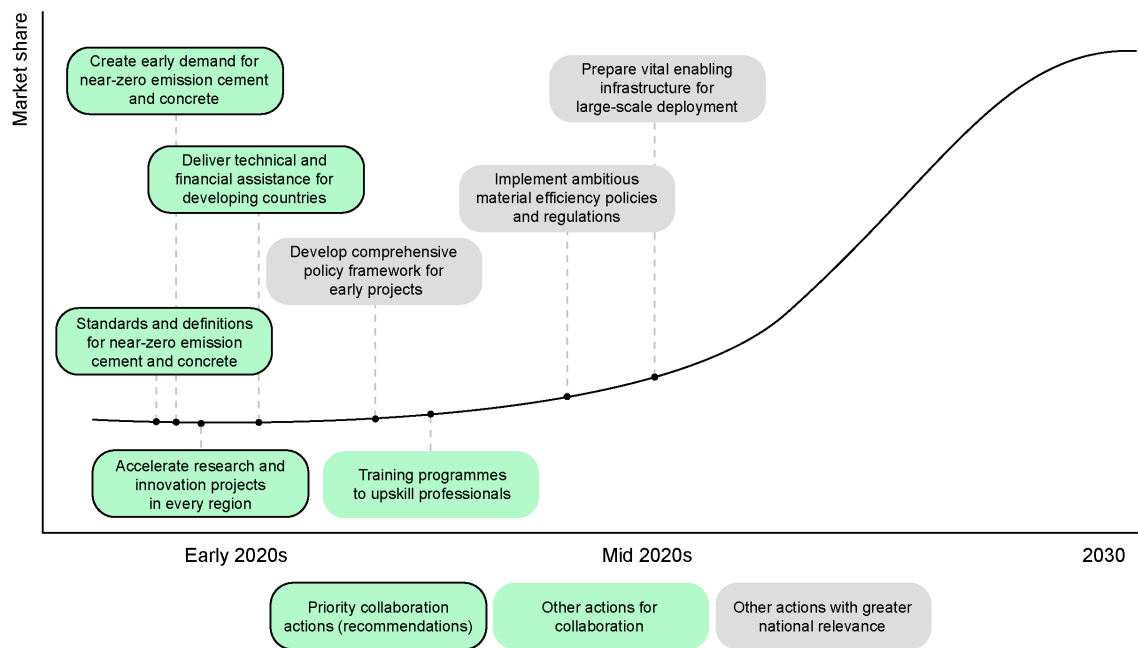 Market share
Create early demand for
near-zero emission cement
and concrete
Prepare vital enabling
infrastructure for
large-scale deployment
Deliver technical and
financial assistance for
developing countries
Implement ambitious
material efficiency policies
and regulations
Develop comprehensive
policy framework for
early projects
Standards and definitions
for near-zero emission
cement and concrete
Accelerate research and
innovation projects
in every region
Training programmes
to upskill professionals
Early 2020s
Mid 2020s
2030
Priority collaboration
actions (recommendations)
Other actions for
collaboration
Other actions with greater
national relevance